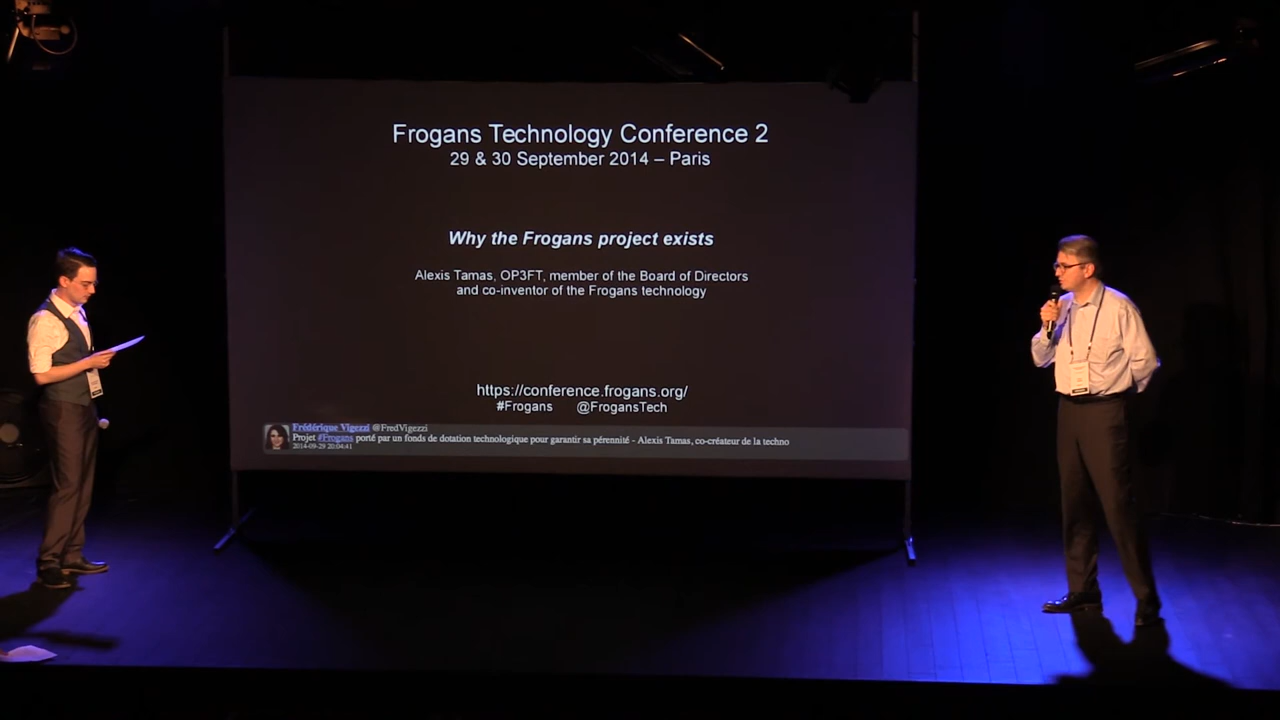 Frogans Technology Conference 2
29 & 30 September 2014 – Paris
Why the Frogans project exists
Alexis Tamas, OP3FT, member of the Board of Directors
and co-inventor of the Frogans technology
https://conference.frogans.org/
#Frogans @FrogansTech
Frédérique Vigezzi @FredVigezzi
Projet #Frogans porté par un fonds de dotation technologique pour garantir sa pérennité - Alexis Tamas, co-créateur de la techno
2014-09-29 20:04:41